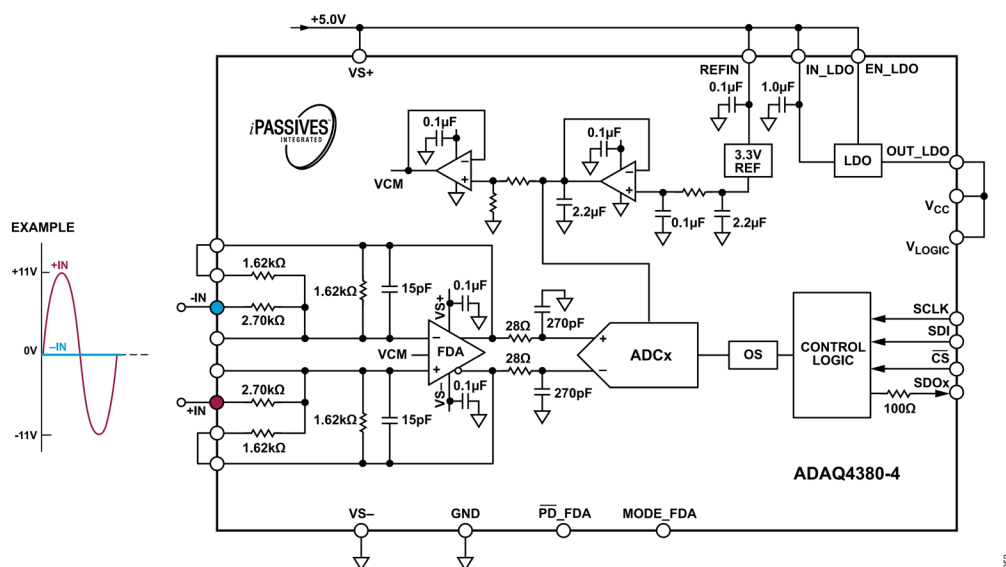 +5.0V
VS+
REFIN
IN_LDO
EN_LDO
0.1µF
1.0µF
iPASSIVES
INTEGRATED
0.1µF
0.1µF
3.3V
REF
LDO
OUT_LDO
VCM
2.2µF
0.1µF
2.2µF
VCC
VLOGIC
EXAMPLE
+11V
+IN
–IN
0V
-11V
-IN
1.62kΩ
2.70kΩ
1.62kΩ
15pF
VS+
0.1µF
28Ω
270pF
FDA
VCM
28Ω
ADCx
OS
CONTROL
LOGIC
SCLK
SDI
CS
SDOx
100Ω
+IN
2.70kΩ
1.62kΩ
1.62kΩ
15pF
VS–
0.1µF
270pF
ADAQ4380-4
VS–
GND
PD_FDA
MODE_FDA